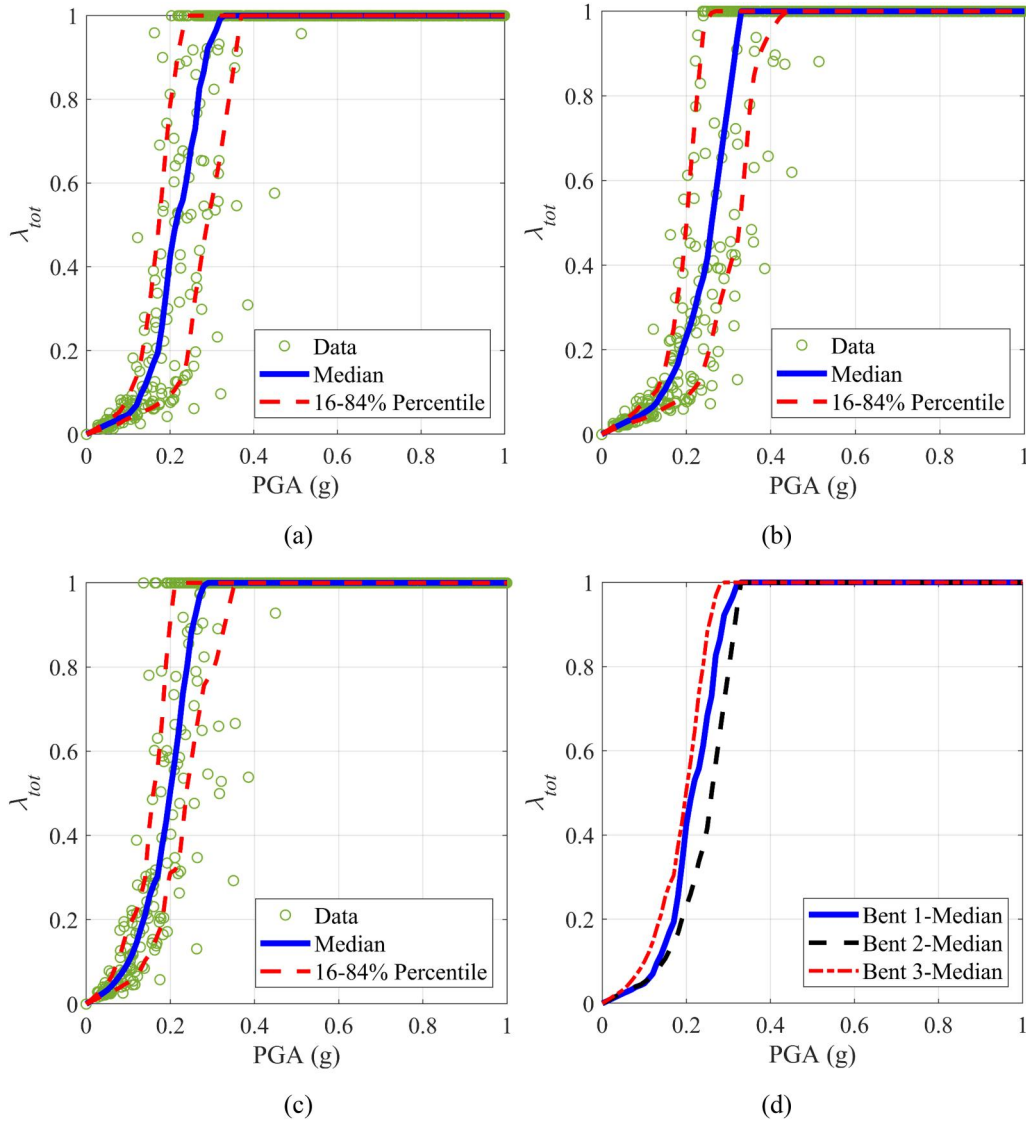 1
0.8
0.6
λtot
0.4
0.2
0
0 0.2 0.4 0.6 0.8 1
PGA (g)
Data
Median
16-84% Percentile
(a)
1
0.8
0.6
λtot
0.4
0.2
0
0 0.2 0.4 0.6 0.8 1
PGA (g)
Data
Median
16-84% Percentile
(b)
1
0.8
0.6
λtot
0.4
0.2
0
0 0.2 0.4 0.6 0.8 1
PGA (g)
Data
Median
16-84% Percentile
(c)
1
0.8
0.6
λtot
0.4
0.2
0
0 0.2 0.4 0.6 0.8 1
PGA (g)
Bent 1-Median
Bent 2-Median
Bent 3-Median
(d)